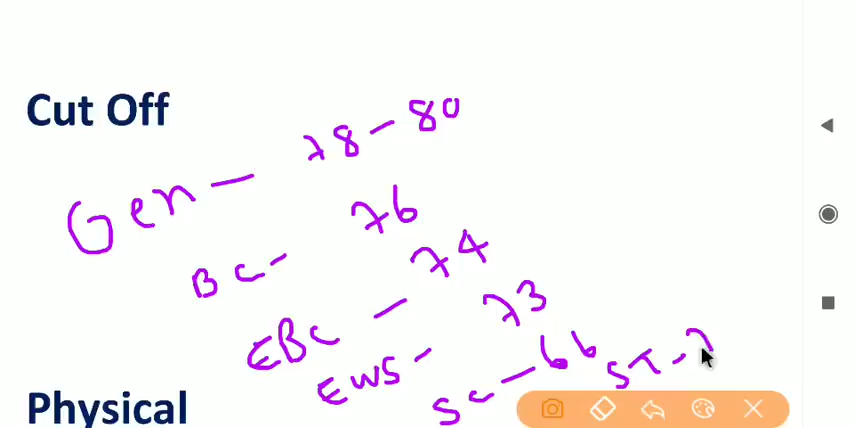 Cut Off
Gen - 78 - 80
BC - 76
EBC - 74
EWS - 73
SC - 66
ST -
Physical